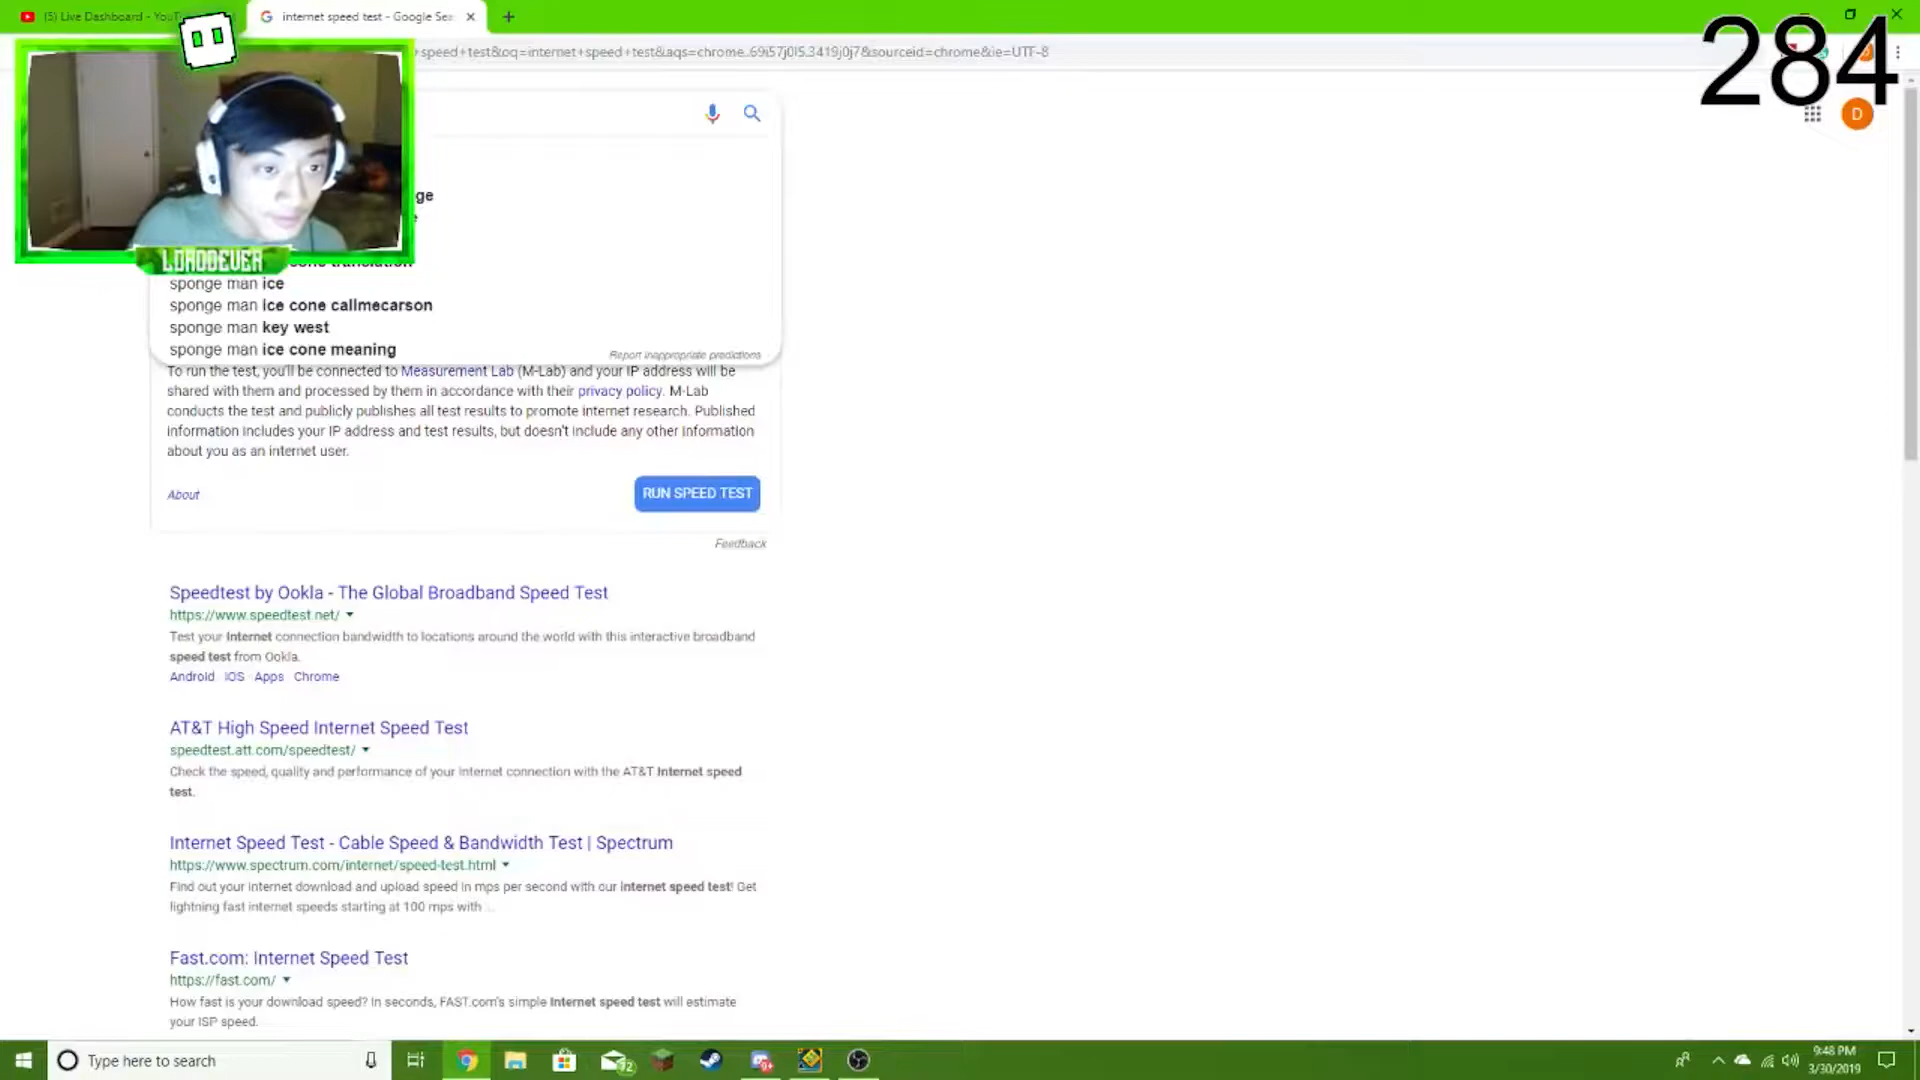 (5) Live Dashboard - YouT
internet speed test - Google Sea
speed+test&oq=internet+speed+test&aqs=chrome..69i57j0l5.3419j0j7&sourceid=chrome&ie=UTF-8
284
D
LORDDEVER
ge
sponge man ice
sponge man ice cone callmecarson
sponge man key west
sponge man ice cone meaning
Report inappropriate predictions
To run the test, you'll be connected to Measurement Lab (M-Lab) and your IP address will be
shared with them and processed by them in accordance with their privacy policy. M-Lab
conducts the test and publicly publishes all test results to promote internet research. Published
information includes your IP address and test results, but doesn't include any other information
about you as an internet user.
About
RUN SPEED TEST
Feedback
Speedtest by Ookla - The Global Broadband Speed Test
https://www.speedtest.net/
Test your Internet connection bandwidth to locations around the world with this interactive broadband
speed test from Ookla.
Android iOS Apps Chrome
AT&T High Speed Internet Speed Test
speedtest.att.com/speedtest/
Check the speed, quality and performance of your internet connection with the AT&T Internet speed
test.
Internet Speed Test - Cable Speed & Bandwidth Test | Spectrum
https://www.spectrum.com/internet/speed-test.html
Find out your internet download and upload speed in mps per second with our internet speed test! Get
lightning fast internet speeds starting at 100 mps with ...
Fast.com: Internet Speed Test
https://fast.com/
How fast is your download speed? In seconds, FAST.com's simple Internet speed test will estimate
your ISP speed.
Type here to search
72
9:48 PM
3/30/2019